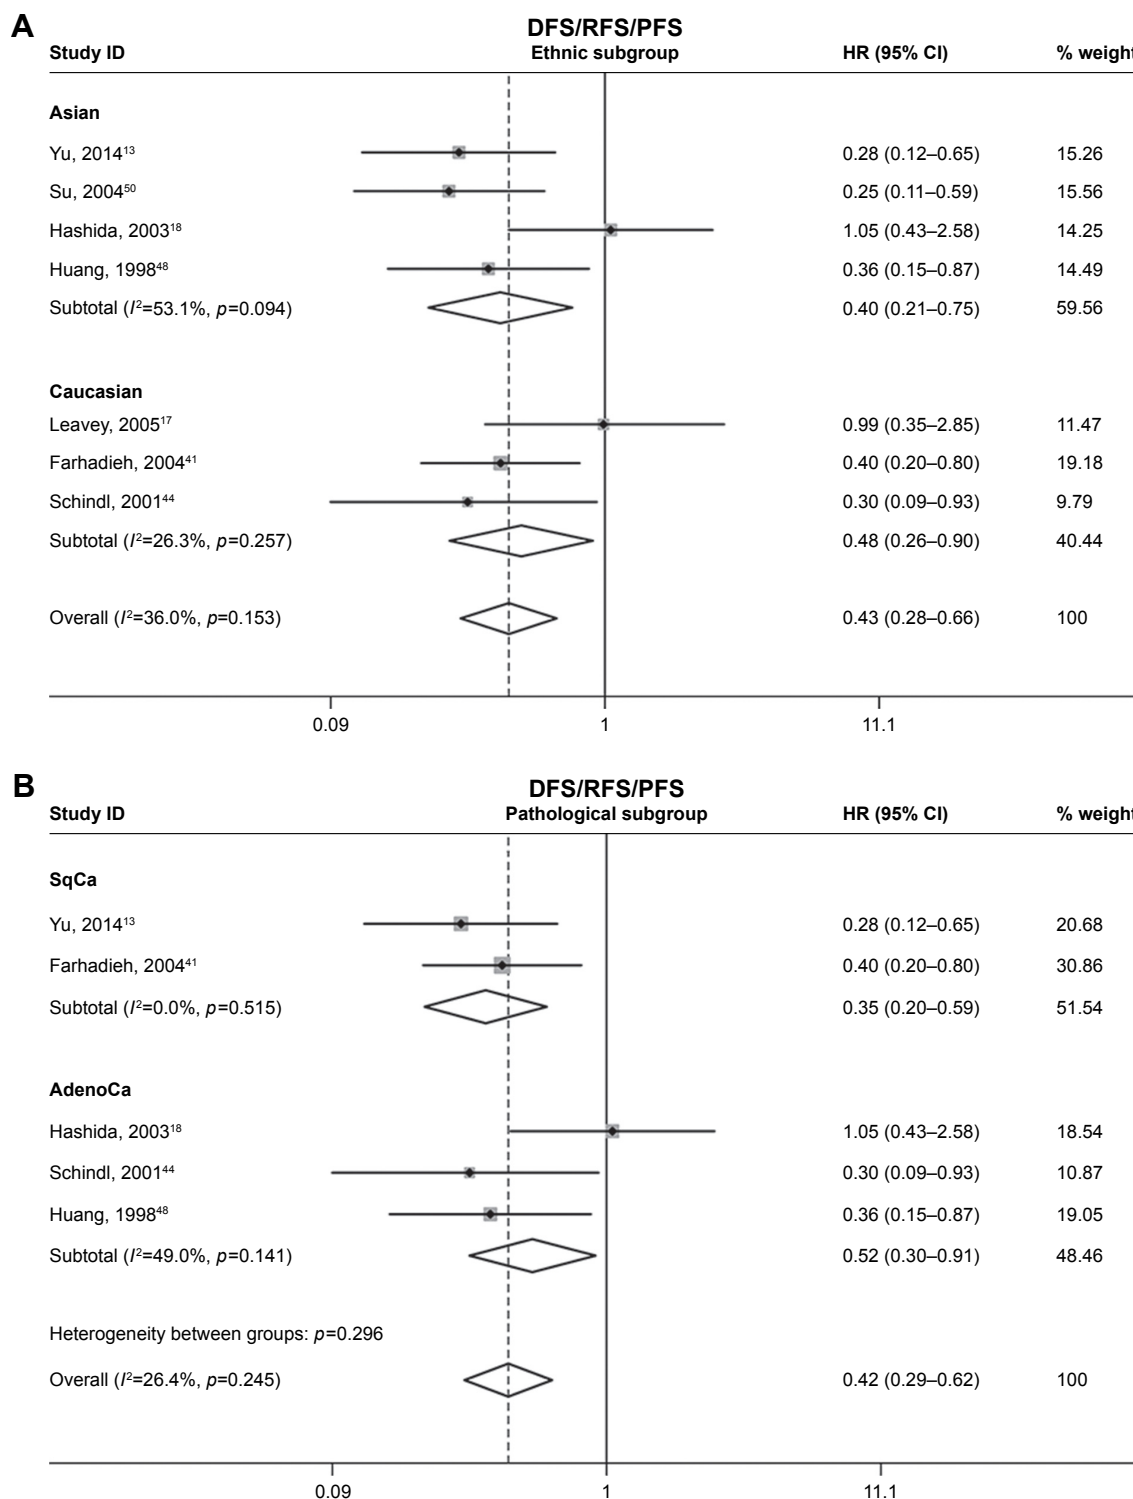 A
DFS/RFS/PFS
Study ID Ethnic subgroup HR (95% CI) % weight
Asian
Yu, 2014¹³ 0.28 (0.12–0.65) 15.26
Su, 2004⁵⁰ 0.25 (0.11–0.59) 15.56
Hashida, 2003¹⁸ 1.05 (0.43–2.58) 14.25
Huang, 1998⁴⁸ 0.36 (0.15–0.87) 14.49
Subtotal (I²=53.1%, p=0.094) 0.40 (0.21–0.75) 59.56
Caucasian
Leavey, 2005¹⁷ 0.99 (0.35–2.85) 11.47
Farhadieh, 2004⁴¹ 0.40 (0.20–0.80) 19.18
Schindl, 2001⁴⁴ 0.30 (0.09–0.93) 9.79
Subtotal (I²=26.3%, p=0.257) 0.48 (0.26–0.90) 40.44
Overall (I²=36.0%, p=0.153) 0.43 (0.28–0.66) 100
0.09 1 11.1
B
DFS/RFS/PFS
Study ID Pathological subgroup HR (95% CI) % weight
SqCa
Yu, 2014¹³ 0.28 (0.12–0.65) 20.68
Farhadieh, 2004⁴¹ 0.40 (0.20–0.80) 30.86
Subtotal (I²=0.0%, p=0.515) 0.35 (0.20–0.59) 51.54
AdenoCa
Hashida, 2003¹⁸ 1.05 (0.43–2.58) 18.54
Schindl, 2001⁴⁴ 0.30 (0.09–0.93) 10.87
Huang, 1998⁴⁸ 0.36 (0.15–0.87) 19.05
Subtotal (I²=49.0%, p=0.141) 0.52 (0.30–0.91) 48.46
Heterogeneity between groups: p=0.296
Overall (I²=26.4%, p=0.245) 0.42 (0.29–0.62) 100
0.09 1 11.1